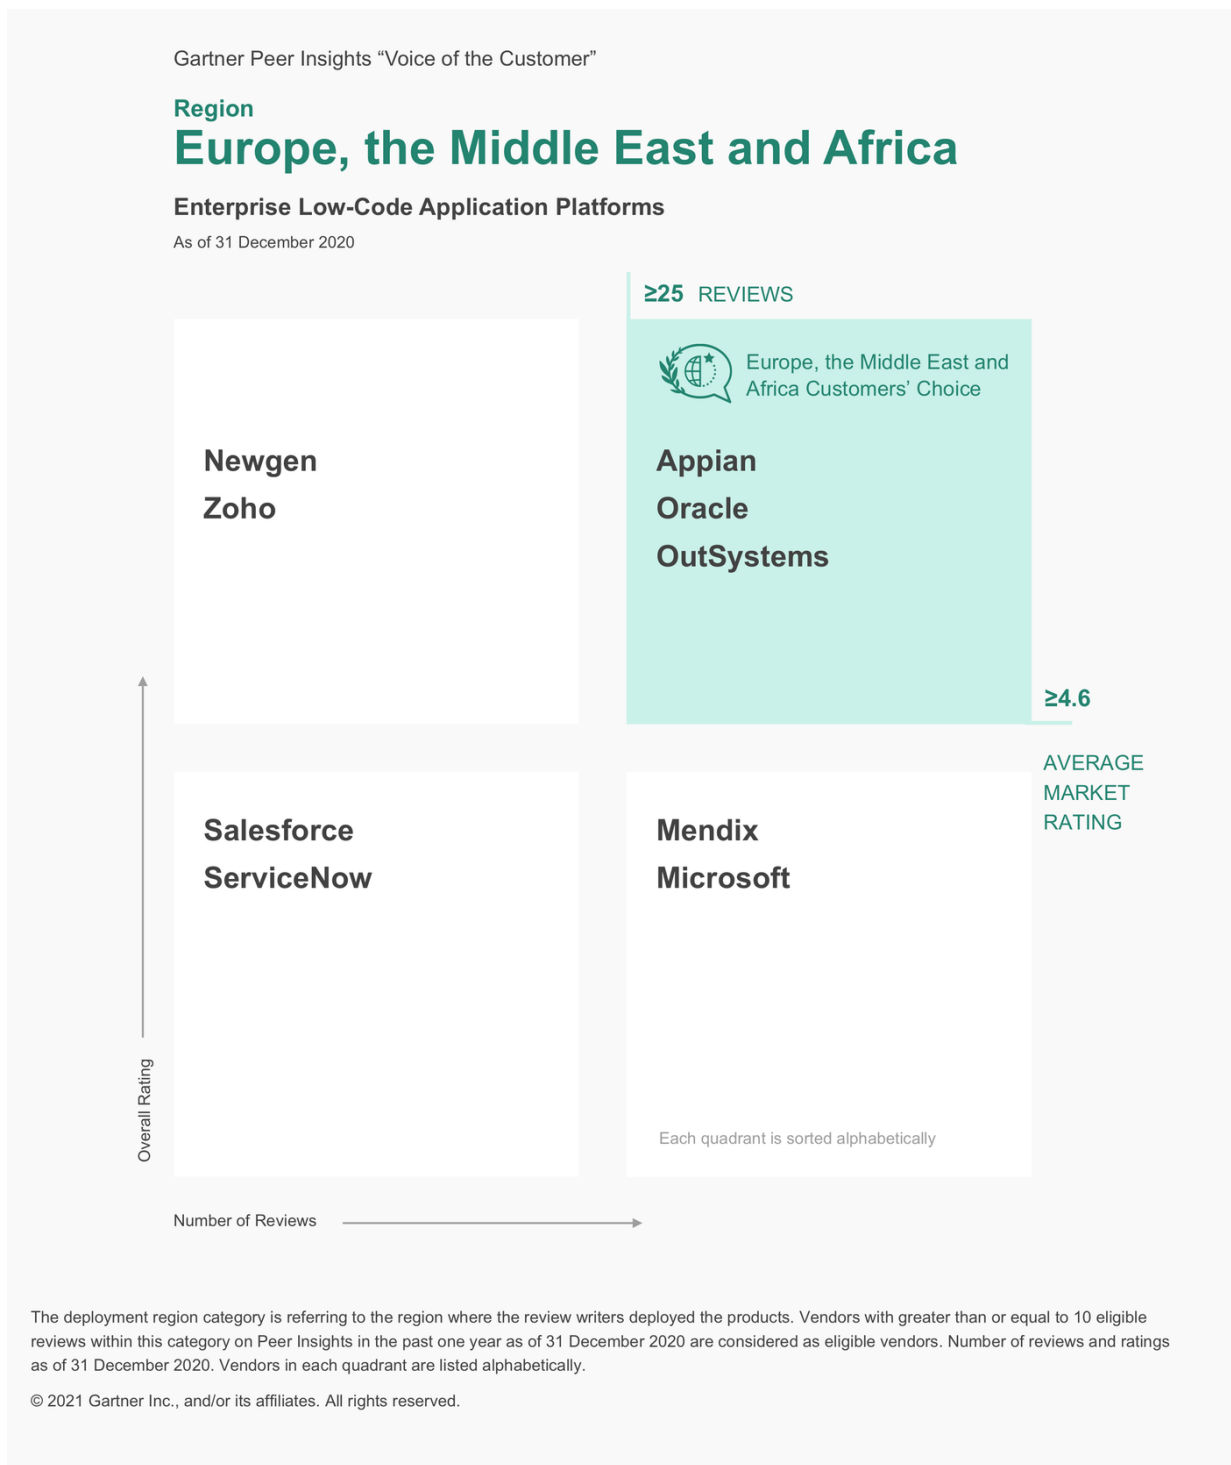 Gartner Peer Insights “Voice of the Customer”
Region
Europe, the Middle East and Africa
Enterprise Low-Code Application Platforms
As of 31 December 2020
≥25 REVIEWS
Europe, the Middle East and
Africa Customers’ Choice
Newgen
Zoho
Appian
Oracle
OutSystems
≥4.6
AVERAGE
MARKET
RATING
Salesforce
ServiceNow
Mendix
Microsoft
Each quadrant is sorted alphabetically
Overall Rating
Number of Reviews
The deployment region category is referring to the region where the review writers deployed the products. Vendors with greater than or equal to 10 eligible
reviews within this category on Peer Insights in the past one year as of 31 December 2020 are considered as eligible vendors. Number of reviews and ratings
as of 31 December 2020. Vendors in each quadrant are listed alphabetically.
© 2021 Gartner Inc., and/or its affiliates. All rights reserved.